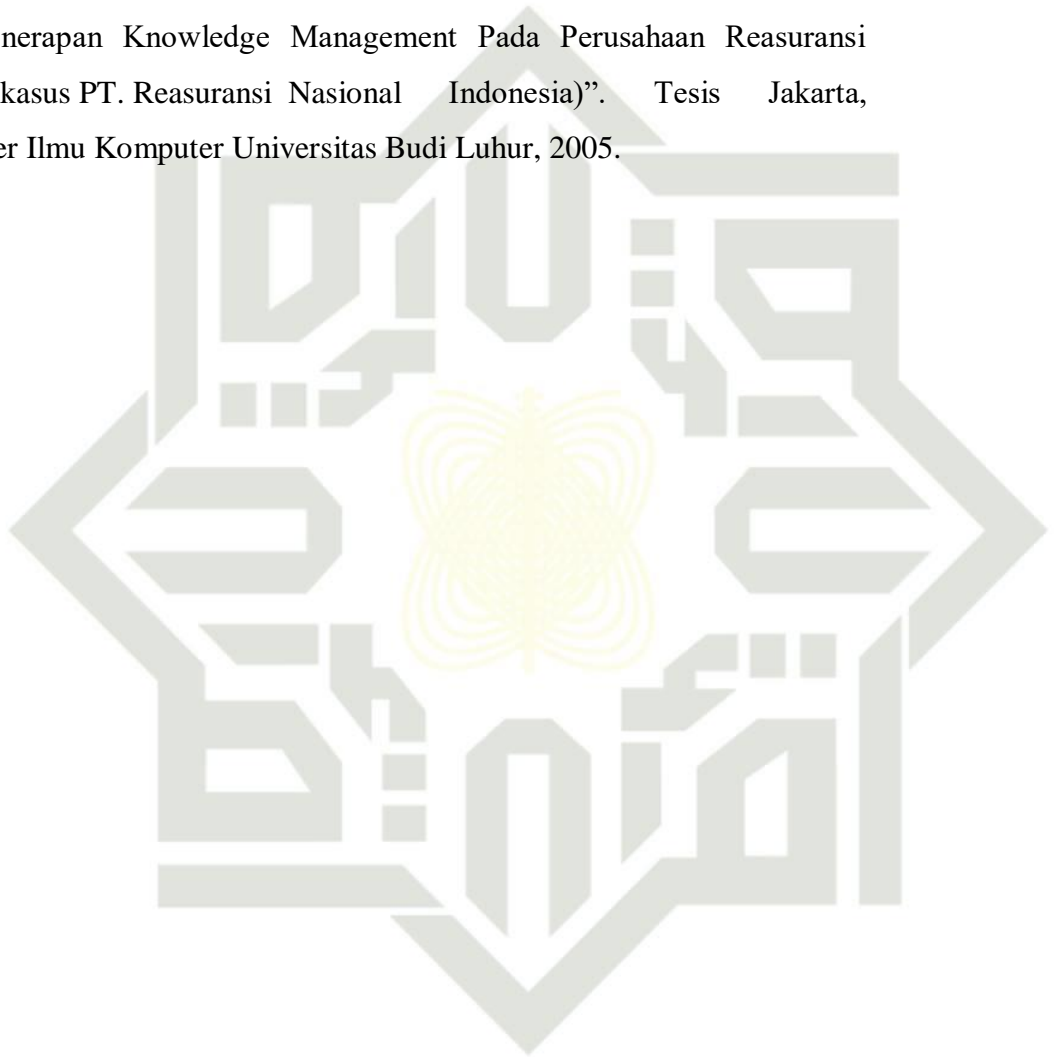 nerapan Knowledge Management Pada Perusahaan Reasuransi
kasus PT. Reasuransi Nasional Indonesia)”. Tesis Jakarta,
er Ilmu Komputer Universitas Budi Luhur, 2005.